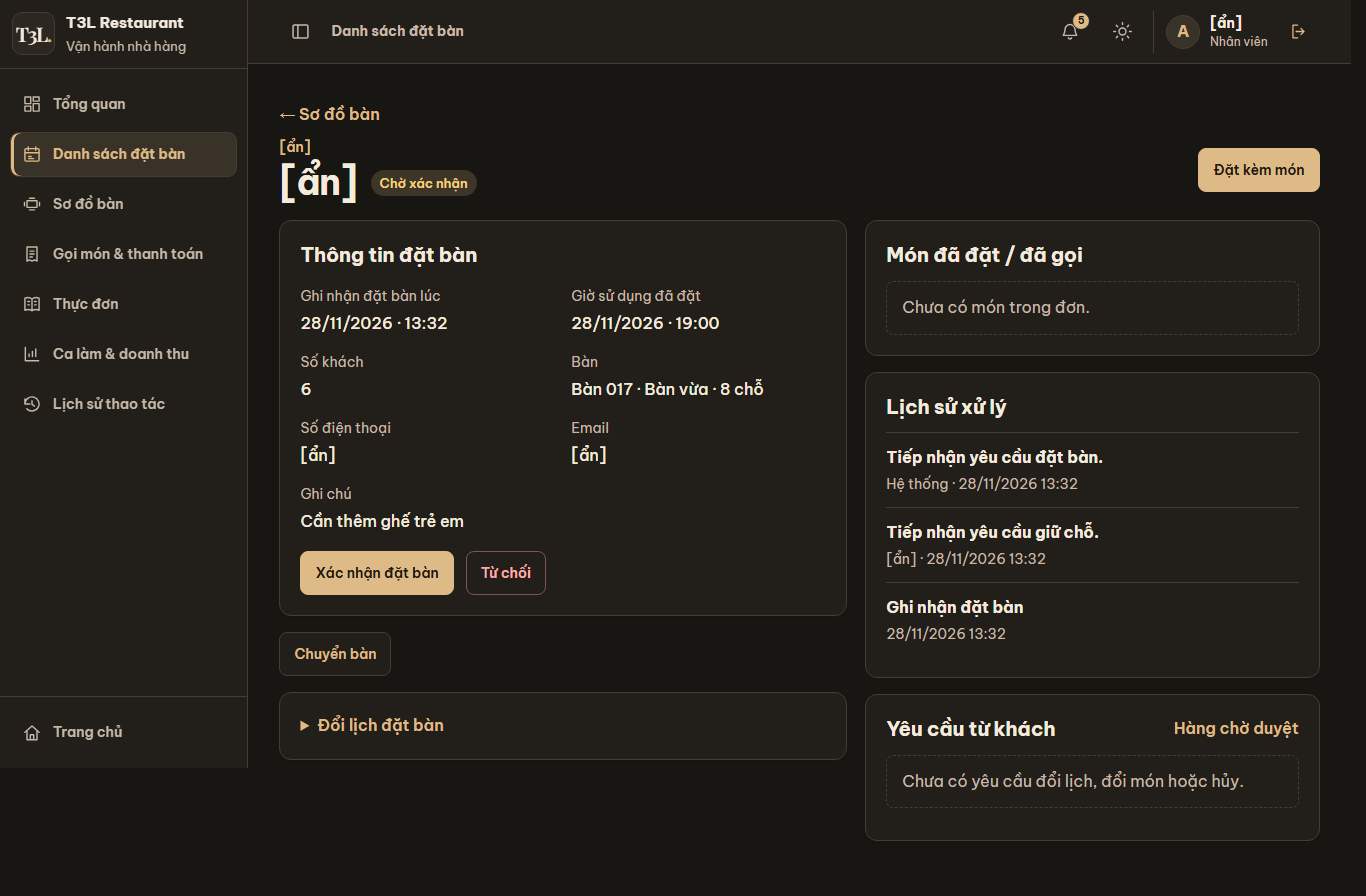 T3L.
T3L Restaurant
Vận hành nhà hàng
Tổng quan
Danh sách đặt bàn
Sơ đồ bàn
Gọi món & thanh toán
Thực đơn
Ca làm & doanh thu
Lịch sử thao tác
Trang chủ
Danh sách đặt bàn
5
A
[ẩn]
Nhân viên
← Sơ đồ bàn
[ẩn]
[ẩn] Chờ xác nhận
Đặt kèm món
Thông tin đặt bàn
Ghi nhận đặt bàn lúc
28/11/2026 · 13:32
Giờ sử dụng đã đặt
28/11/2026 · 19:00
Số khách
6
Bàn
Bàn 017 · Bàn vừa · 8 chỗ
Số điện thoại
[ẩn]
Email
[ẩn]
Ghi chú
Cần thêm ghế trẻ em
Xác nhận đặt bàn
Từ chối
Chuyển bàn
▶ Đổi lịch đặt bàn
Món đã đặt / đã gọi
Chưa có món trong đơn.
Lịch sử xử lý
Tiếp nhận yêu cầu đặt bàn.
Hệ thống · 28/11/2026 13:32
Tiếp nhận yêu cầu giữ chỗ.
[ẩn] · 28/11/2026 13:32
Ghi nhận đặt bàn
28/11/2026 13:32
Yêu cầu từ khách
Hàng chờ duyệt
Chưa có yêu cầu đổi lịch, đổi món hoặc hủy.